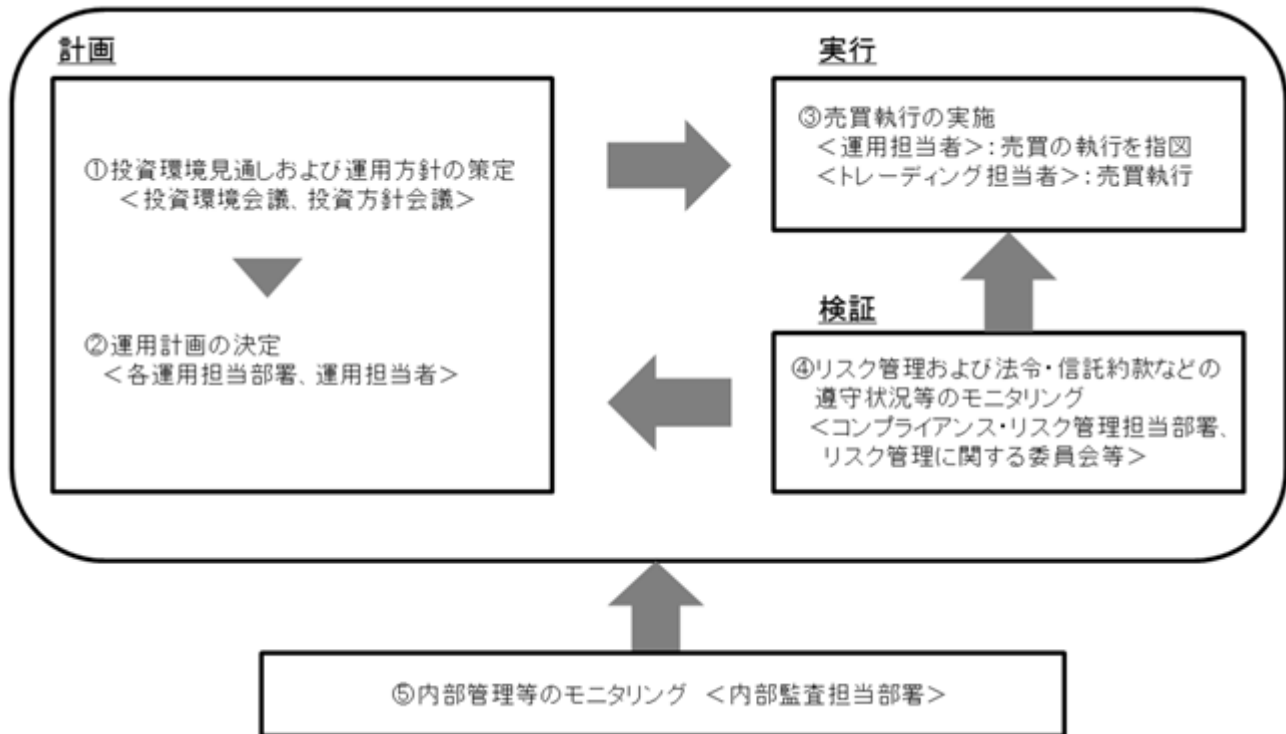 計画
①投資環境見通しおよび運用方針の策定
＜投資環境会議、投資方針会議＞
②運用計画の決定
＜各運用担当部署、運用担当者＞
実行
③売買執行の実施
＜運用担当者＞：売買の執行を指図
＜トレーディング担当者＞：売買執行
検証
④リスク管理および法令・信託約款などの
遵守状況等のモニタリング
＜コンプライアンス・リスク管理担当部署、
リスク管理に関する委員会等＞
⑤内部管理等のモニタリング ＜内部監査担当部署＞